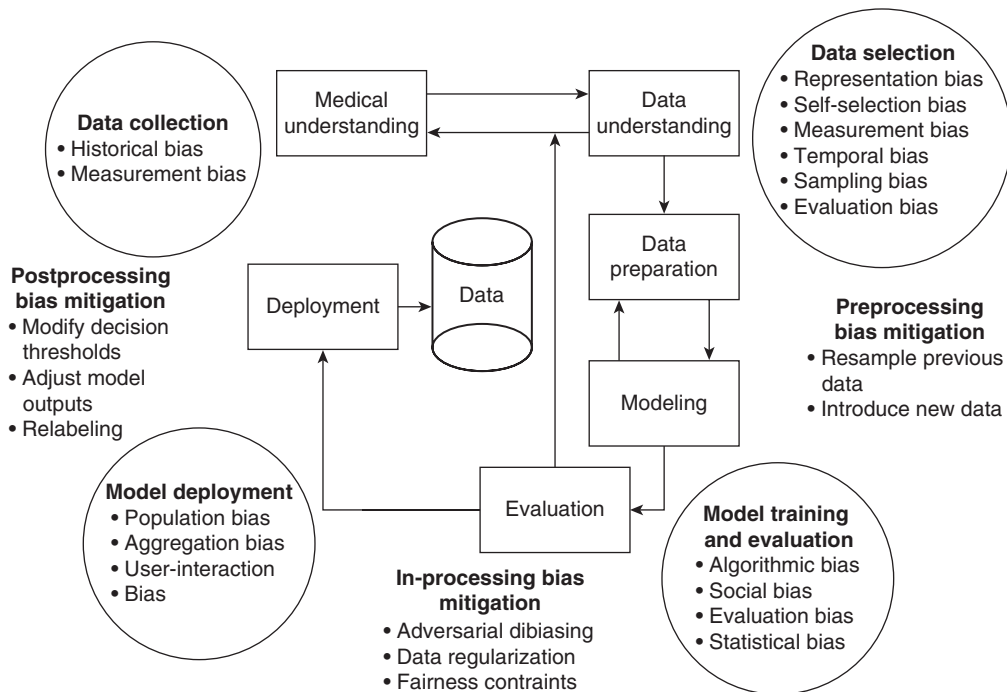 Data collection
• Historical bias
• Measurement bias
Medical
understanding
Data
understanding
Data selection
• Representation bias
• Self-selection bias
• Measurement bias
• Temporal bias
• Sampling bias
• Evaluation bias
Postprocessing
bias mitigation
• Modify decision
thresholds
• Adjust model
outputs
• Relabeling
Deployment
Data
Data
preparation
Modeling
Preprocessing
bias mitigation
• Resample previous
data
• Introduce new data
Model deployment
• Population bias
• Aggregation bias
• User-interaction
• Bias
Evaluation
In-processing bias
mitigation
• Adversarial dibiasing
• Data regularization
• Fairness contraints
Model training
and evaluation
• Algorithmic bias
• Social bias
• Evaluation bias
• Statistical bias